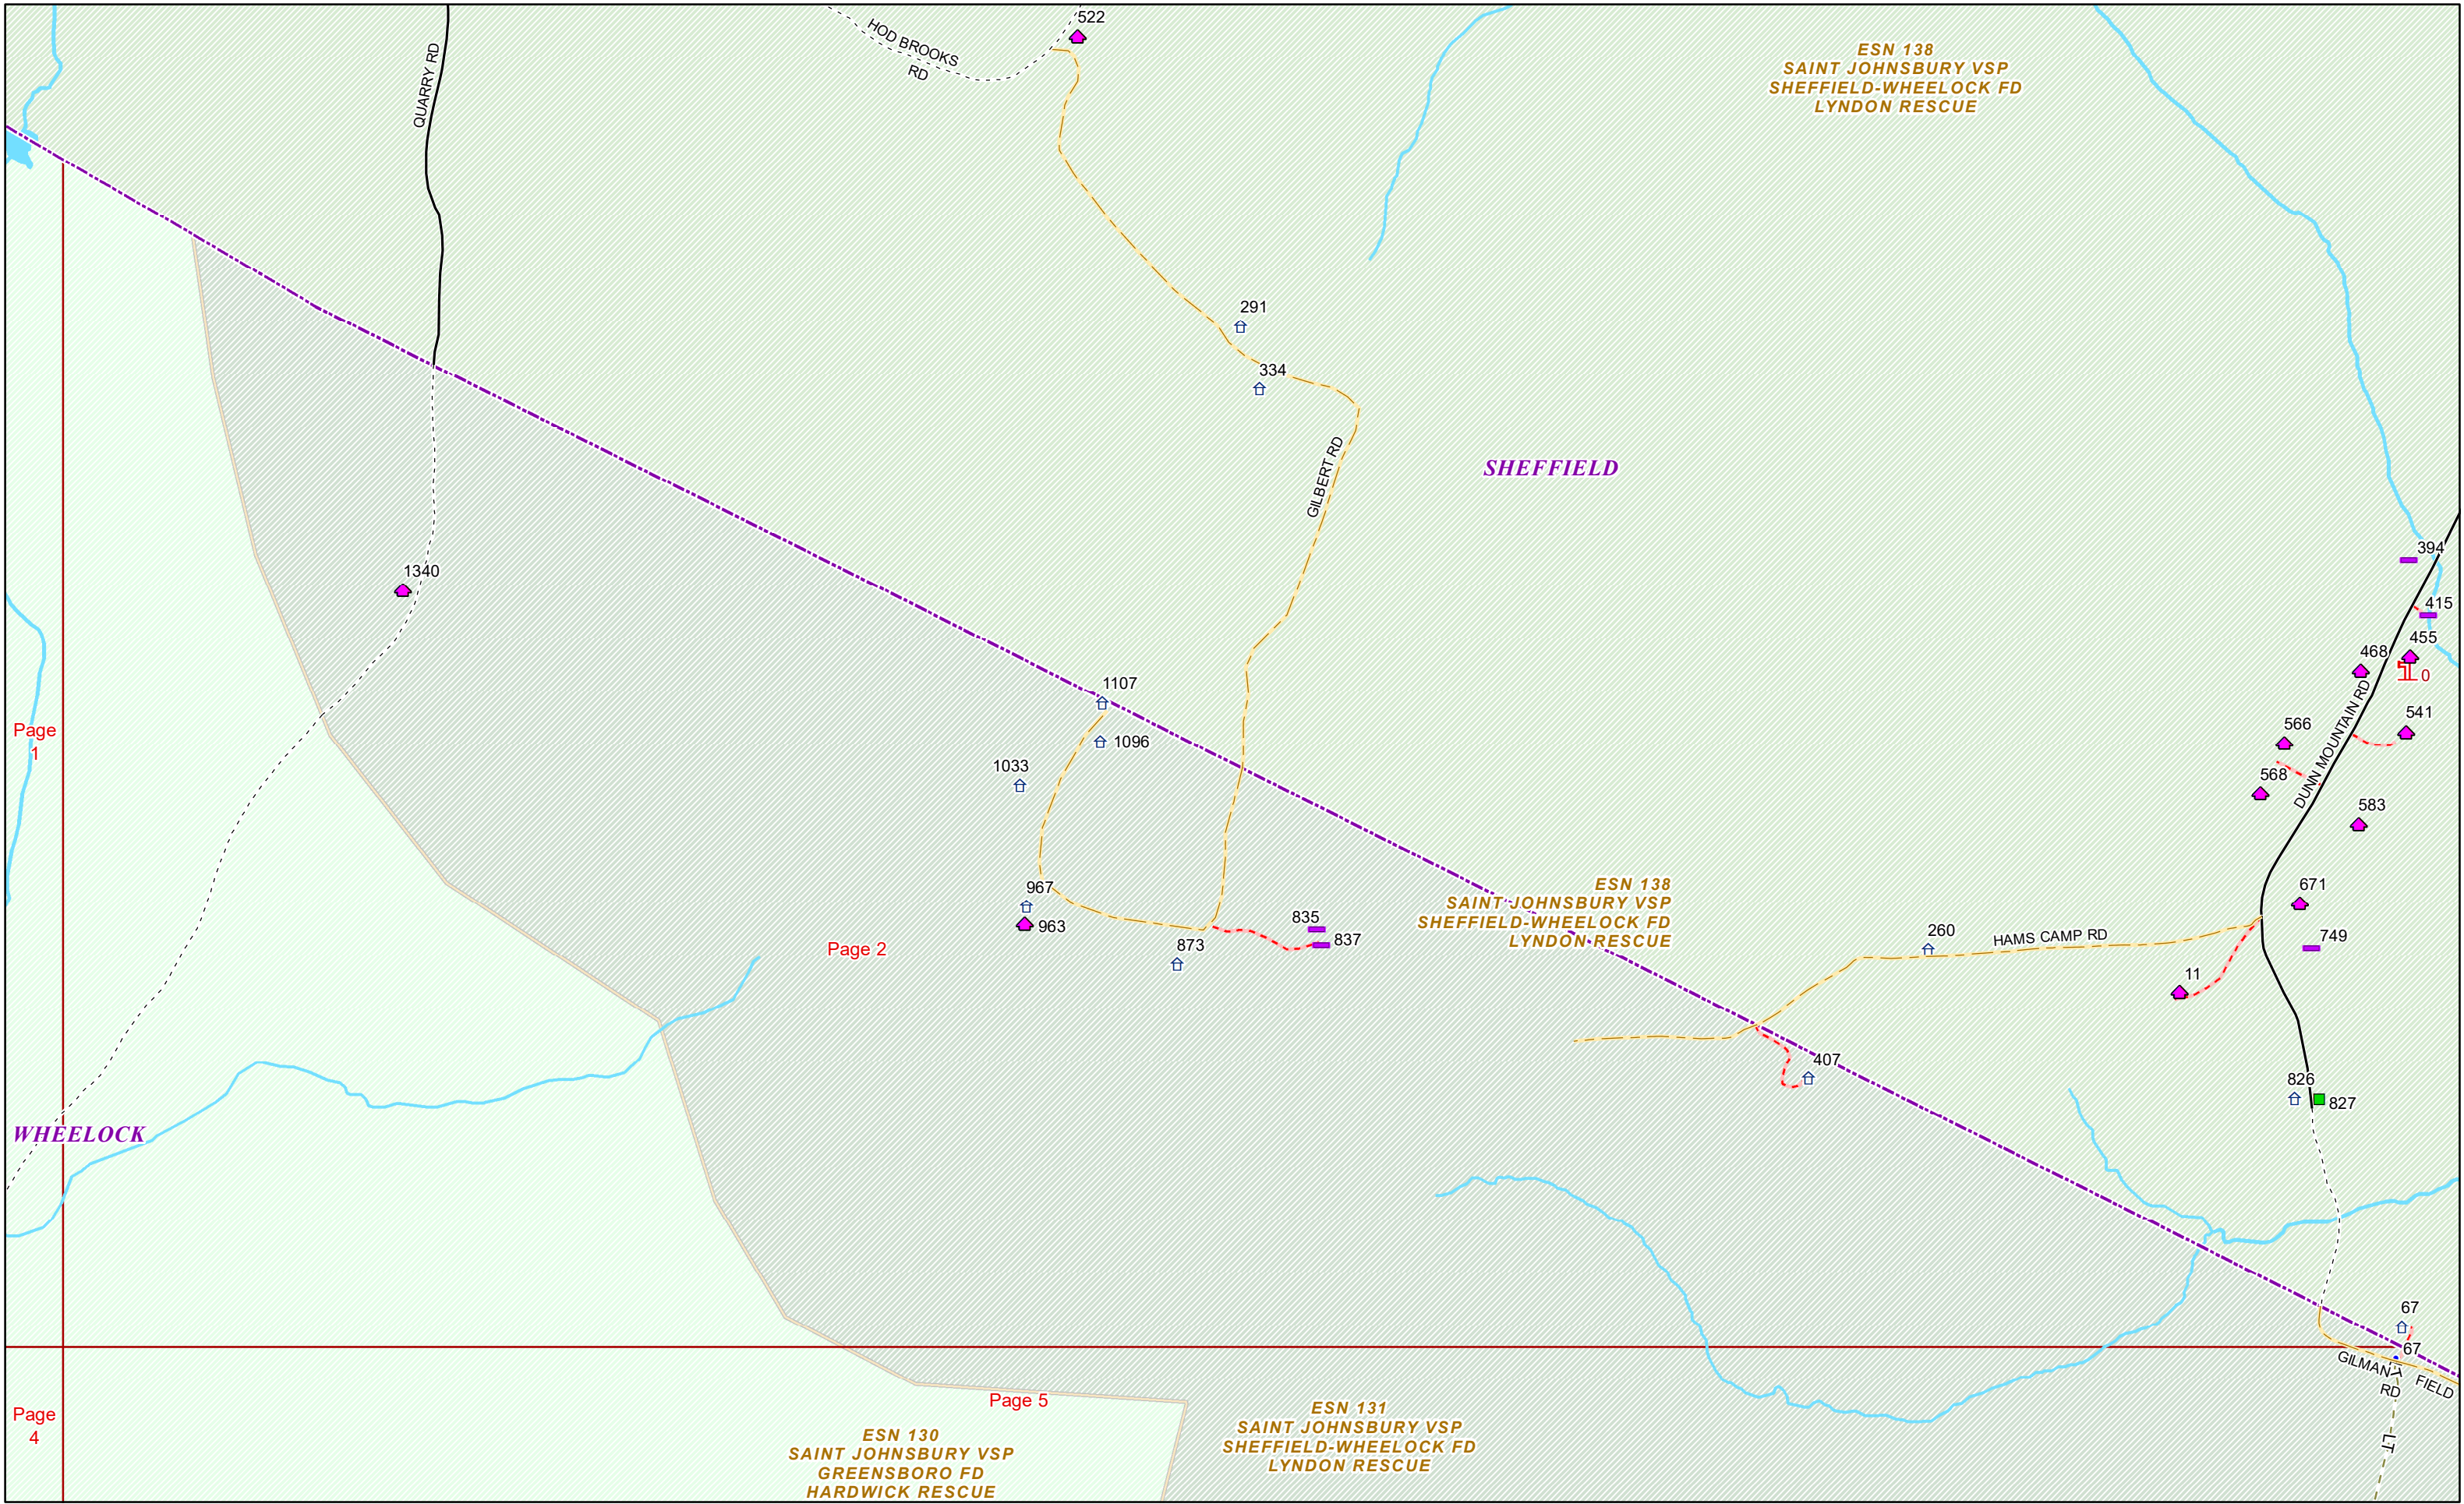 522
HOD BROOKS
RD
QUARRY RD
ESN 138
SAINT JOHNSBURY VSP
SHEFFIELD-WHEELOCK FD
LYNDON RESCUE
291
334
GILBERT RD
SHEFFIELD
394
1340
415
455
468
0
1107
541
566
Page
1
1096
1033
568
DUNN MOUNTAIN RD
583
967
963
ESN 138
SAINT JOHNSBURY VSP
SHEFFIELD-WHEELOCK FD
LYNDON RESCUE
671
835
837
873
Page 2
260
HAMS CAMP RD
749
11
407
826
827
WHEELOCK
67
67
GILMAN
RD
FIELD
Page 5
Page
4
ESN 131
SAINT JOHNSBURY VSP
SHEFFIELD-WHEELOCK FD
LYNDON RESCUE
ESN 130
SAINT JOHNSBURY VSP
GREENSBORO FD
HARDWICK RESCUE
LT